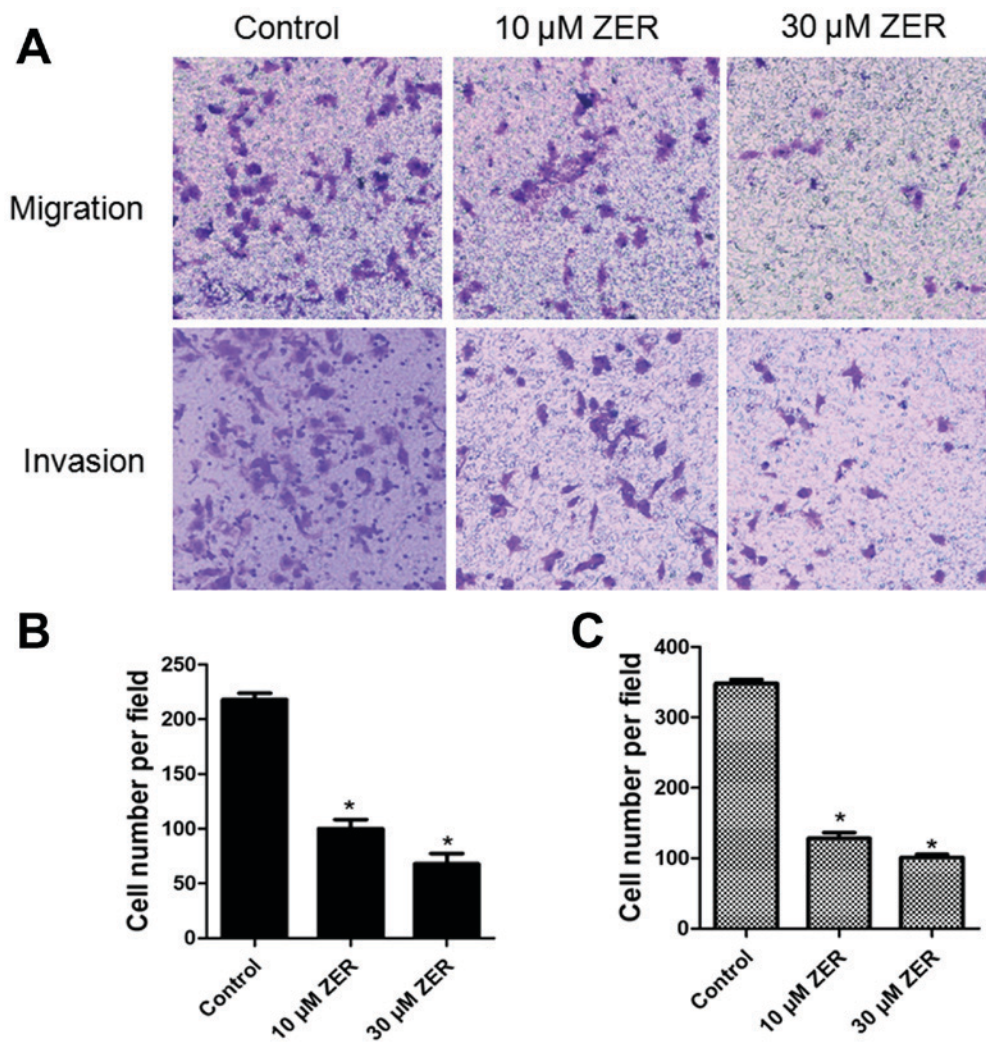 A
Control 10 µM ZER 30 µM ZER
Migration
Invasion
B
Cell number per field
250
200
150
100
50
0
* *
Control 10 µM ZER 30 µM ZER
C
Cell number per field
400
300
200
100
0
* *
Control 10 µM ZER 30 µM ZER